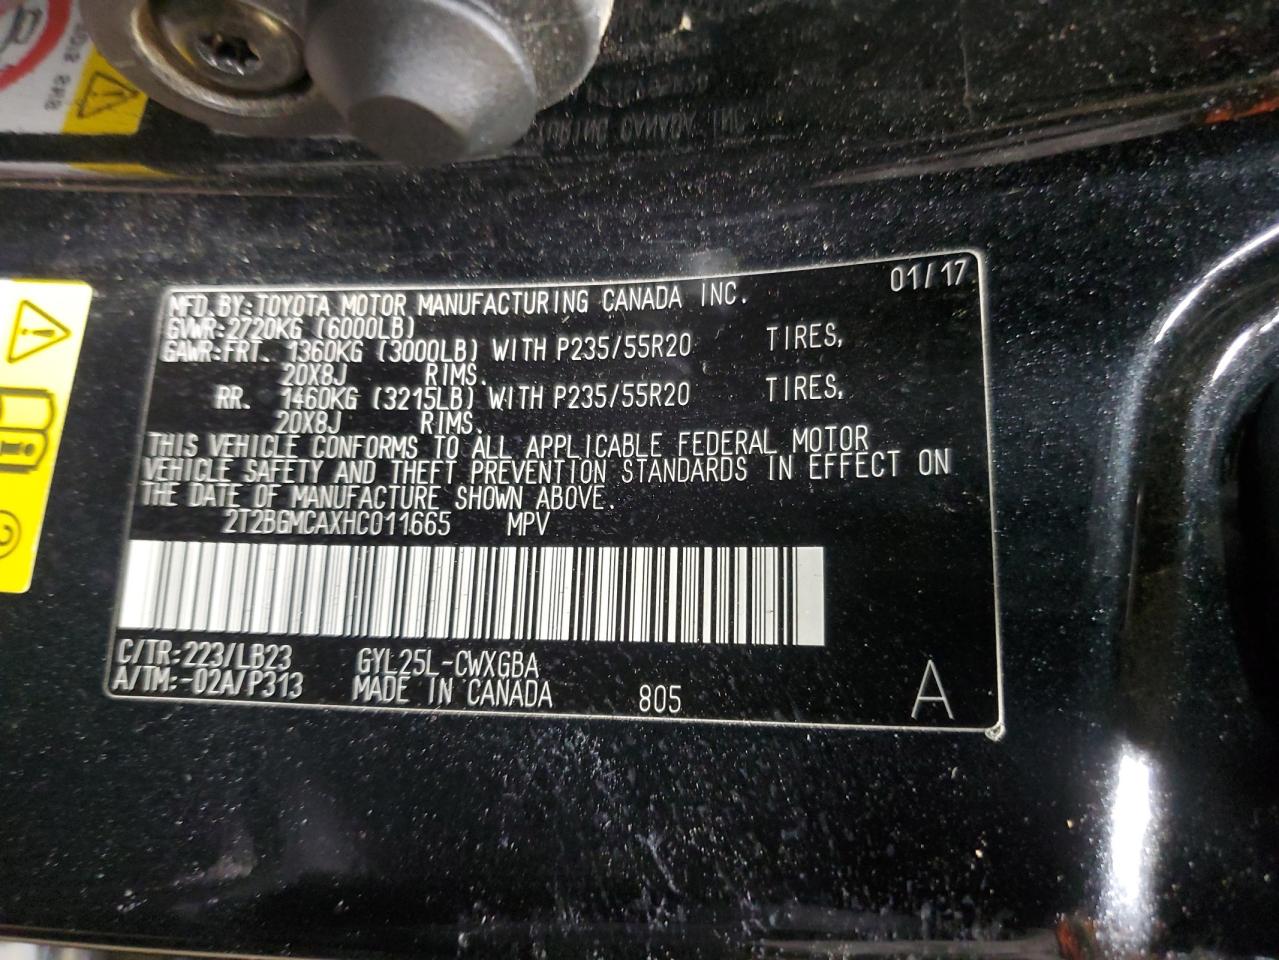 01/17
MFD. BY: TOYOTA MOTOR MANUFACTURING CANADA INC.
GVWR: 2720KG (6000LB)
GAWR: FRT. 1360KG (3000LB) WITH P235/55R20 TIRES,
20X8J RIMS.
RR. 1460KG (3215LB) WITH P235/55R20 TIRES,
20X8J RIMS.
THIS VEHICLE CONFORMS TO ALL APPLICABLE FEDERAL MOTOR
VEHICLE SAFETY AND THEFT PREVENTION STANDARDS IN EFFECT ON
THE DATE OF MANUFACTURE SHOWN ABOVE.
2T2BGMCAXHC011665 MPV
C/TR: 223/LB23 GYL25L-CWXGBA
A/TM: -02A/P313 MADE IN CANADA 805 A